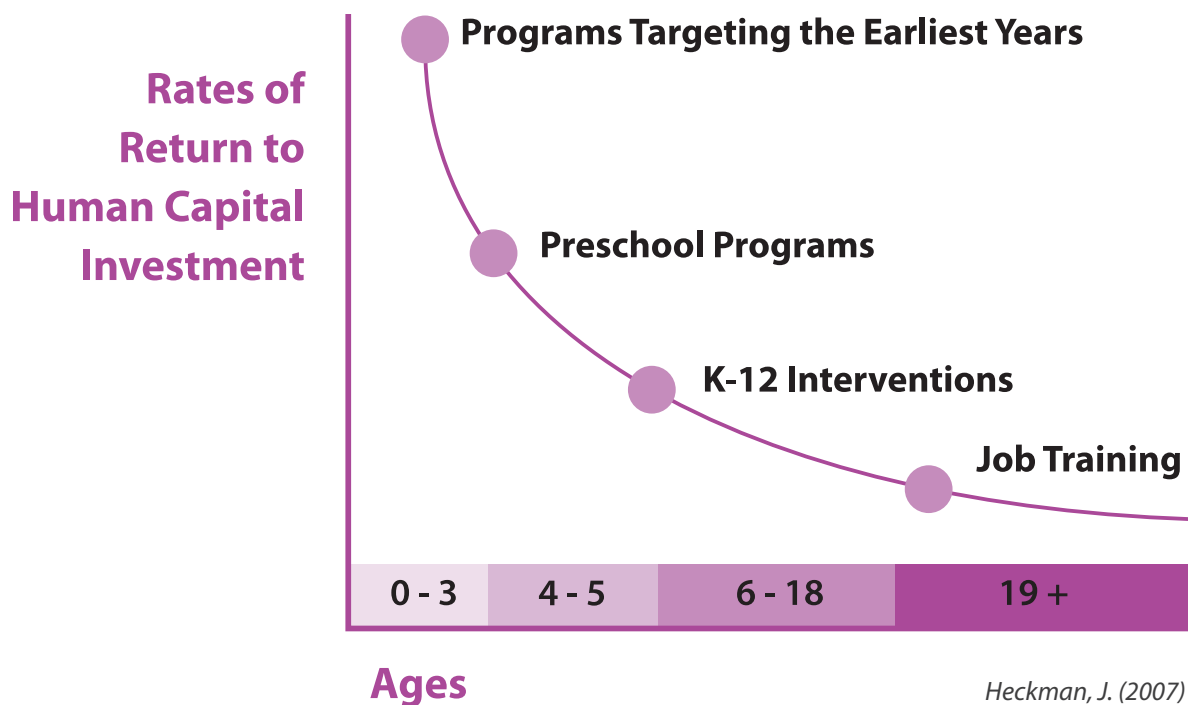 Programs Targeting the Earliest Years
Rates of
Return to
Human Capital
Investment
Preschool Programs
K-12 Interventions
Job Training
0 - 3
4 - 5
6 - 18
19 +
Ages
Heckman, J. (2007)